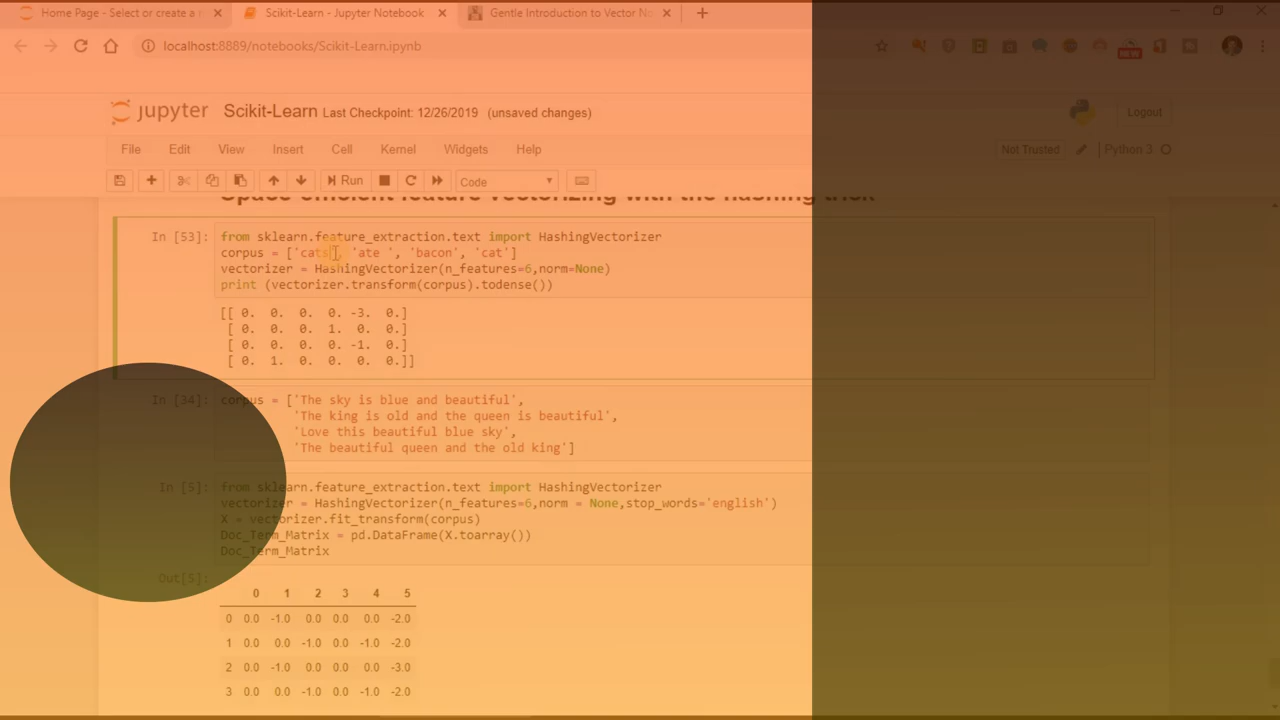 Home Page - Select or create a n
Scikit-Learn - Jupyter Notebook
Gentle Introduction to Vector No
localhost:8889/notebooks/Scikit-Learn.ipynb
NEW
jupyter Scikit-Learn Last Checkpoint: 12/26/2019 (unsaved changes)
Logout
File Edit View Insert Cell Kernel Widgets Help
Not Trusted
Python 3
Run
Code
Space efficient feature vectorizing with the hashing trick
In [53]: from sklearn.feature_extraction.text import HashingVectorizer
corpus = ['cats', 'ate ', 'bacon', 'cat']
vectorizer = HashingVectorizer(n_features=6,norm=None)
print (vectorizer.transform(corpus).todense())
[[ 0. 0. 0. 0. -3. 0.]
[ 0. 0. 0. 1. 0. 0.]
[ 0. 0. 0. 0. -1. 0.]
[ 0. 1. 0. 0. 0. 0.]]
In [34]: corpus = ['The sky is blue and beautiful',
'The king is old and the queen is beautiful',
'Love this beautiful blue sky',
'The beautiful queen and the old king']
In [5]: from sklearn.feature_extraction.text import HashingVectorizer
vectorizer = HashingVectorizer(n_features=6,norm = None,stop_words='english')
X = vectorizer.fit_transform(corpus)
Doc_Term_Matrix = pd.DataFrame(X.toarray())
Doc_Term_Matrix
Out[5]:
0 1 2 3 4 5
0 0.0 -1.0 0.0 0.0 0.0 -2.0
1 0.0 0.0 -1.0 0.0 -1.0 -2.0
2 0.0 -1.0 0.0 0.0 0.0 -3.0
3 0.0 0.0 -1.0 0.0 -1.0 -2.0